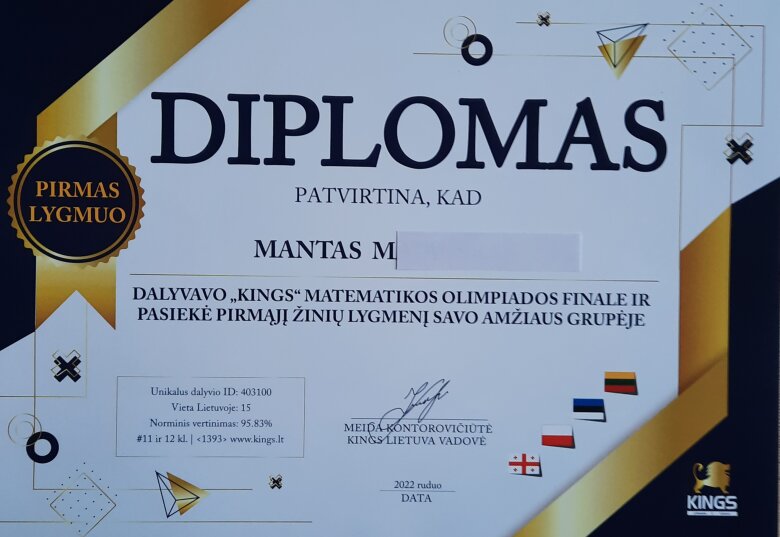 DIPLOMAS
PIRMAS
LYGMUO
PATVIRTINA, KAD
MANTAS M
DALYVAVO „KINGS“ MATEMATIKOS OLIMPIADOS FINALE IR
PASIEKĖ PIRMĄJĮ ŽINIŲ LYGMENĮ SAVO AMŽIAUS GRUPĖJE
Unikalus dalyvio ID: 403100
Vieta Lietuvoje: 15
Norminis vertinimas: 95.83%
#11 ir 12 kl. | <1393> www.kings.lt
MEIDA KONTOROVIČIŪTĖ
KINGS LIETUVA VADOVĖ
2022 ruduo
DATA
KINGS